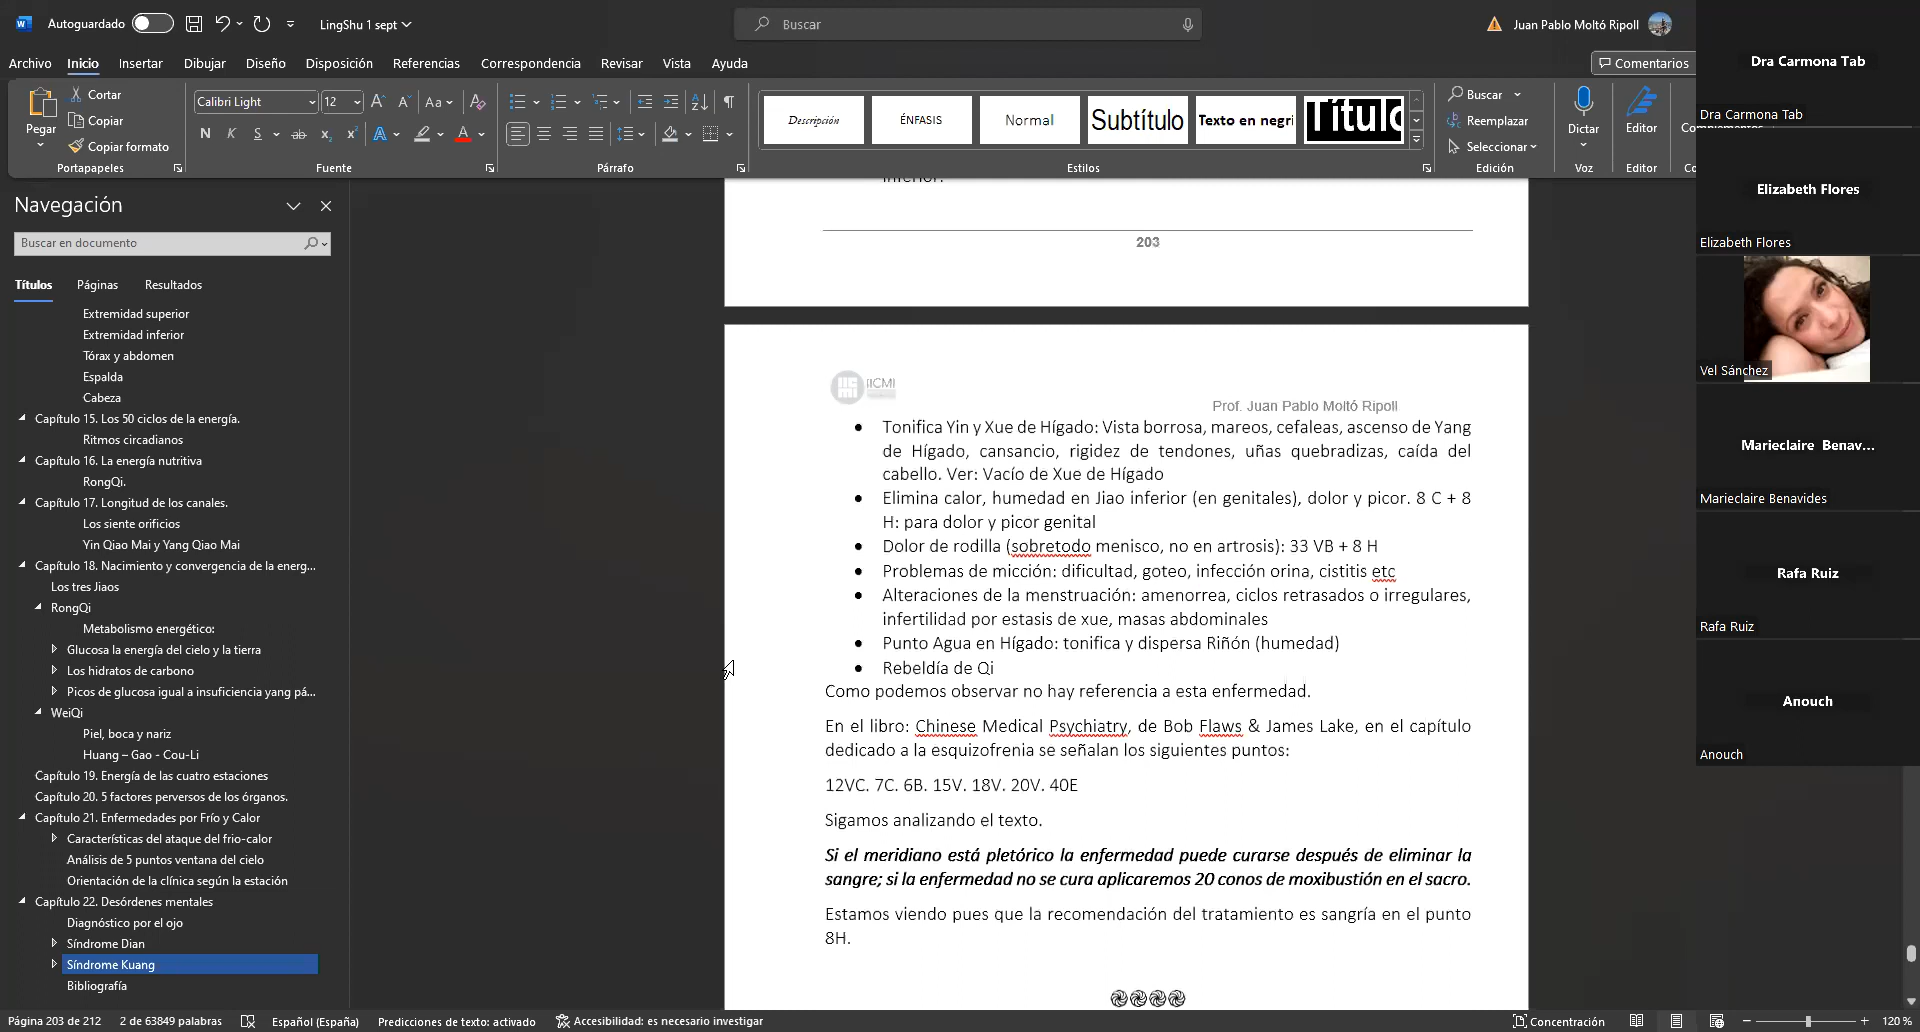 Autoguardado
LingShu 1 sept
Buscar
Juan Pablo Moltó Ripoll
Archivo
Inicio
Insertar
Dibujar
Diseño
Disposición
Referencias
Correspondencia
Revisar
Vista
Ayuda
Comentarios
Pegar
Cortar
Copiar
Copiar formato
Portapapeles
Calibri Light
12
Aa
N K S ab x₂ x² A A
Fuente
Párrafo
Descripción
ÉNFASIS
Normal
Subtítulo
Texto en negri
Título
Estilos
Buscar
Reemplazar
Seleccionar
Edición
Dictar
Voz
Editor
Editor
Navegación
Buscar en documento
Títulos
Páginas
Resultados
Extremidad superior
Extremidad inferior
Tórax y abdomen
Espalda
Cabeza
Capítulo 15. Los 50 ciclos de la energía.
Ritmos circadianos
Capítulo 16. La energía nutritiva
RongQi.
Capítulo 17. Longitud de los canales.
Los siente orificios
Yin Qiao Mai y Yang Qiao Mai
Capítulo 18. Nacimiento y convergencia de la energ...
Los tres Jiaos
RongQi
Metabolismo energético:
Glucosa la energía del cielo y la tierra
Los hidratos de carbono
Picos de glucosa igual a insuficiencia yang pá...
WeiQi
Piel, boca y nariz
Huang – Gao - Cou-Li
Capítulo 19. Energía de las cuatro estaciones
Capítulo 20. 5 factores perversos de los órganos.
Capítulo 21. Enfermedades por Frío y Calor
Características del ataque del frio-calor
Análisis de 5 puntos ventana del cielo
Orientación de la clínica según la estación
Capítulo 22. Desórdenes mentales
Diagnóstico por el ojo
Síndrome Dian
Síndrome Kuang
Bibliografía
inferior.
203
IICMI
Prof. Juan Pablo Moltó Ripoll
• Tonifica Yin y Xue de Hígado: Vista borrosa, mareos, cefaleas, ascenso de Yang
de Hígado, cansancio, rigidez de tendones, uñas quebradizas, caída del
cabello. Ver: Vacío de Xue de Hígado
• Elimina calor, humedad en Jiao inferior (en genitales), dolor y picor. 8 C + 8
H: para dolor y picor genital
• Dolor de rodilla (sobretodo menisco, no en artrosis): 33 VB + 8 H
• Problemas de micción: dificultad, goteo, infección orina, cistitis etc
• Alteraciones de la menstruación: amenorrea, ciclos retrasados o irregulares,
infertilidad por estasis de xue, masas abdominales
• Punto Agua en Hígado: tonifica y dispersa Riñón (humedad)
• Rebeldía de Qi
Como podemos observar no hay referencia a esta enfermedad.
En el libro: Chinese Medical Psychiatry, de Bob Flaws & James Lake, en el capítulo
dedicado a la esquizofrenia se señalan los siguientes puntos:
12VC. 7C. 6B. 15V. 18V. 20V. 40E
Sigamos analizando el texto.
Si el meridiano está pletórico la enfermedad puede curarse después de eliminar la
sangre; si la enfermedad no se cura aplicaremos 20 conos de moxibustión en el sacro.
Estamos viendo pues que la recomendación del tratamiento es sangría en el punto
8H.
Dra Carmona Tab
Dra Carmona Tab
Elizabeth Flores
Elizabeth Flores
Vel Sánchez
Marieclaire Benav...
Marieclaire Benavides
Rafa Ruiz
Rafa Ruiz
Anouch
Anouch
Página 203 de 212
2 de 63849 palabras
Español (España)
Predicciones de texto: activado
Accesibilidad: es necesario investigar
Concentración
120 %